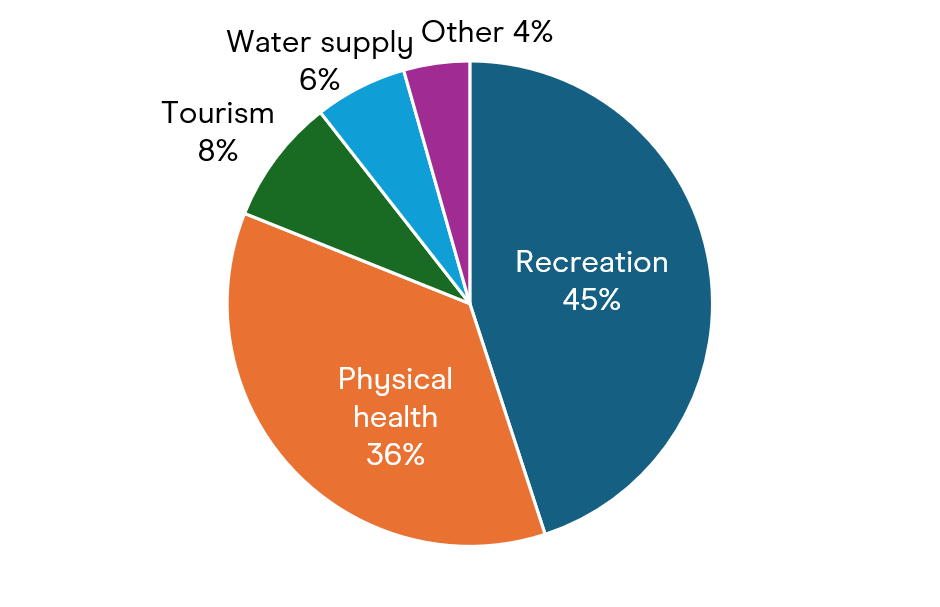 Other 4%
Water supply
6%
Tourism
8%
Recreation
45%
Physical
health
36%